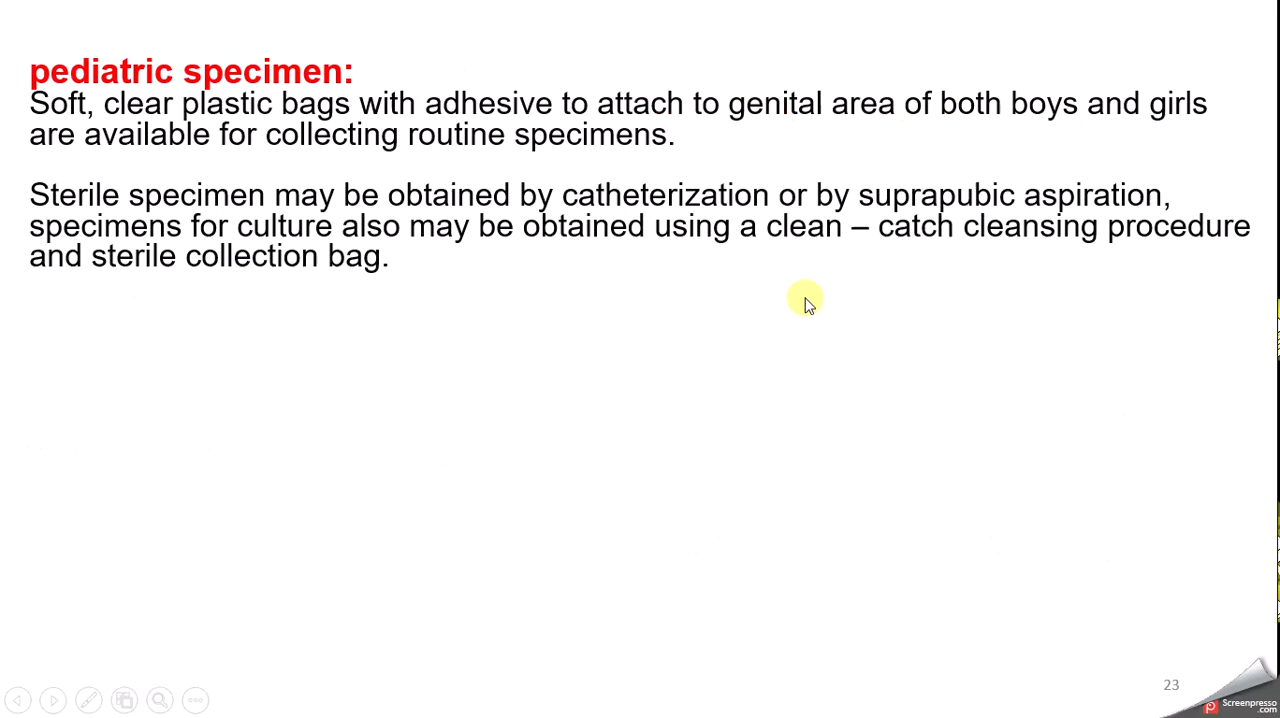 pediatric specimen:
Soft, clear plastic bags with adhesive to attach to genital area of both boys and girls
are available for collecting routine specimens.
Sterile specimen may be obtained by catheterization or by suprapubic aspiration,
specimens for culture also may be obtained using a clean – catch cleansing procedure
and sterile collection bag.
23
Screenpresso
.com